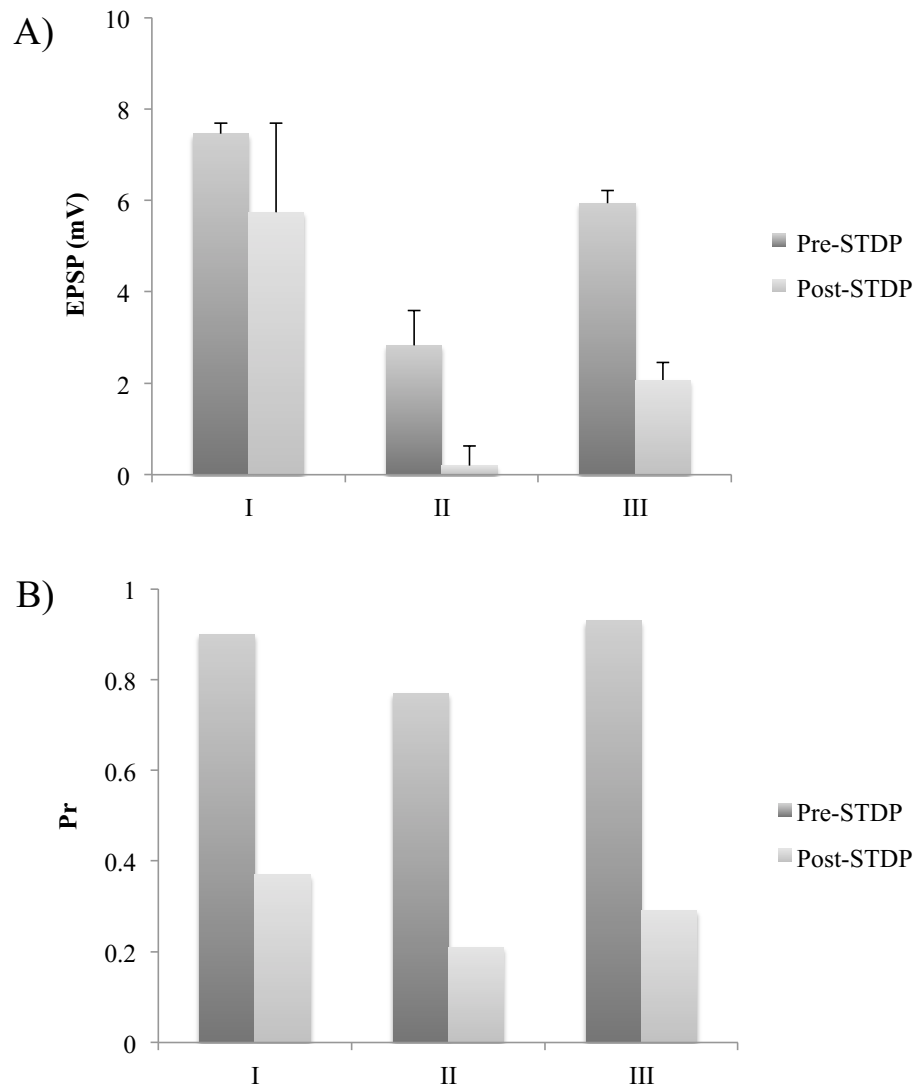 A)
10
8
6
4
2
0
EPSP (mV)
I II III
Pre-STDP
Post-STDP
B)
1
0.8
0.6
0.4
0.2
0
Pr
I II III
Pre-STDP
Post-STDP